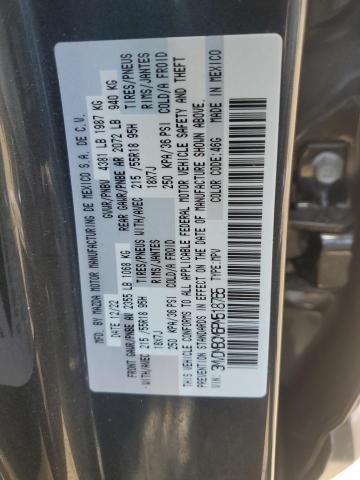 MFD. BY MAZDA MOTOR MANUFACTURING DE MEXICO S.A. DE C.V.
DATE: 12/22 GVWR/PNBV 4381 LB 1987 KG
FRONT GAWR/PNBE AV 2355 LB 1068 KG REAR GAWR/PNBE AR 2072 LB 940 KG
WITH/AVEC 215 /55R18 95H TIRES/PNEUS WITH/AVEC 215 /55R18 95H TIRES/PNEUS
18X7J RIMS/JANTES 18X7J RIMS/JANTES
250 KPA/36 PSI COLD/A FROID 250 KPA/36 PSI COLD/A FROID
THIS VEHICLE CONFORMS TO ALL APPLICABLE FEDERAL MOTOR VEHICLE SAFETY AND THEFT
PREVENTION STANDARDS IN EFFECT ON THE DATE OF MANUFACTURE SHOWN ABOVE.
TYPE: MPV COLOR: 46G MADE IN MEXICO